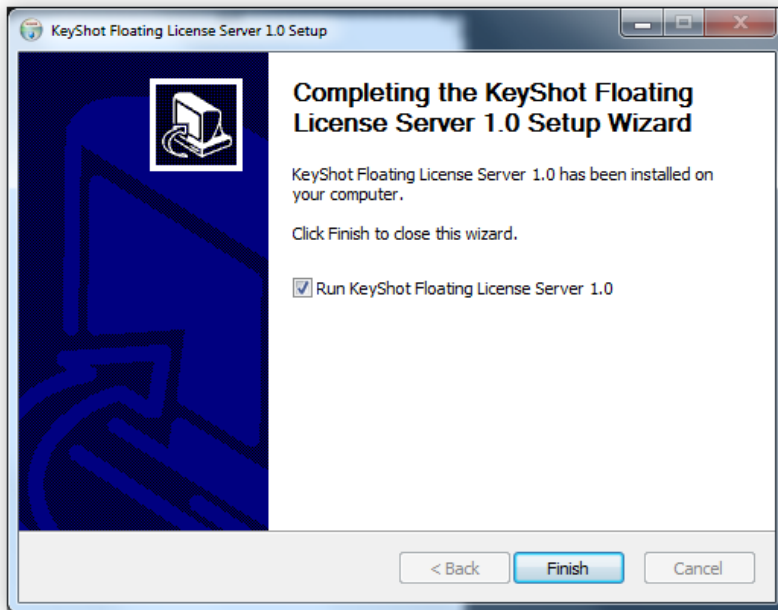 KeyShot Floating License Server 1.0 Setup
Completing the KeyShot Floating
License Server 1.0 Setup Wizard
KeyShot Floating License Server 1.0 has been installed on
your computer.
Click Finish to close this wizard.
Run KeyShot Floating License Server 1.0
< Back
Finish
Cancel